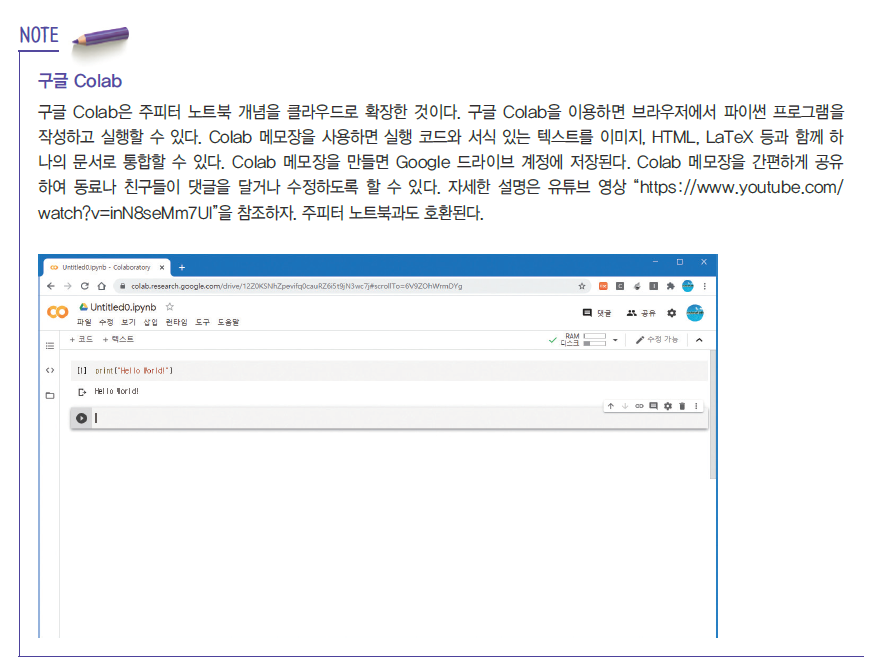 NOTE
구글 Colab
구글 Colab은 주피터 노트북 개념을 클라우드로 확장한 것이다. 구글 Colab을 이용하면 브라우저에서 파이썬 프로그램을
작성하고 실행할 수 있다. Colab 메모장을 사용하면 실행 코드와 서식 있는 텍스트를 이미지, HTML, LaTeX 등과 함께 하
나의 문서로 통합할 수 있다. Colab 메모장을 만들면 Google 드라이브 계정에 저장된다. Colab 메모장을 간편하게 공유
하여 동료나 친구들이 댓글을 달거나 수정하도록 할 수 있다. 자세한 설명은 유튜브 영상 “https://www.youtube.com/
watch?v=inN8seMm7UI”을 참조하자. 주피터 노트북과도 호환된다.
Untitled0.ipynb - Colaboratory
colab.research.google.com/drive/12Z0KSNhZpevifq0cauRZ6i5t9jN3wc7j#scrollTo=6V9ZOhWrmDYg
Untitled0.ipynb
댓글 공유
파일 수정 보기 삽입 런타임 도구 도움말
+ 코드 + 텍스트
RAM
디스크
수정 가능
[1] print("Hello World!")
Hello World!